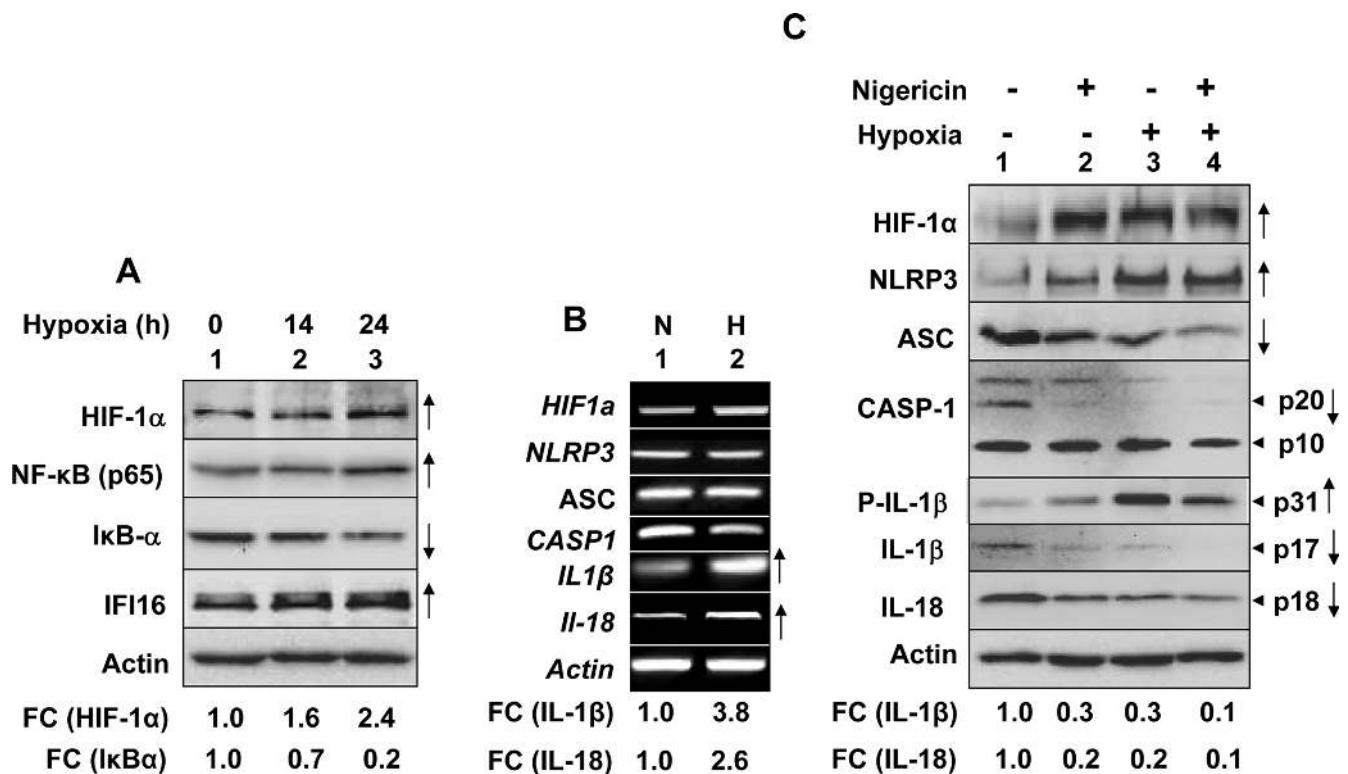 A
Hypoxia (h) 0 14 24
1 2 3
HIF-1α ↑
NF-κB (p65) ↑
IκB-α ↓
IFI16 ↑
Actin
FC (HIF-1α) 1.0 1.6 2.4
FC (IκBα) 1.0 0.7 0.2
B
N H
1 2
HIF1a
NLRP3
ASC
CASP1
IL1β ↑
Il-18 ↑
Actin
FC (IL-1β) 1.0 3.8
FC (IL-18) 1.0 2.6
C
Nigericin - + - +
Hypoxia - - + +
1 2 3 4
HIF-1α ↑
NLRP3 ↑
ASC ↓
CASP-1 ◄ p20 ↓
◄ p10
P-IL-1β ◄ p31 ↑
IL-1β ◄ p17 ↓
IL-18 ◄ p18 ↓
Actin
FC (IL-1β) 1.0 0.3 0.3 0.1
FC (IL-18) 1.0 0.2 0.2 0.1